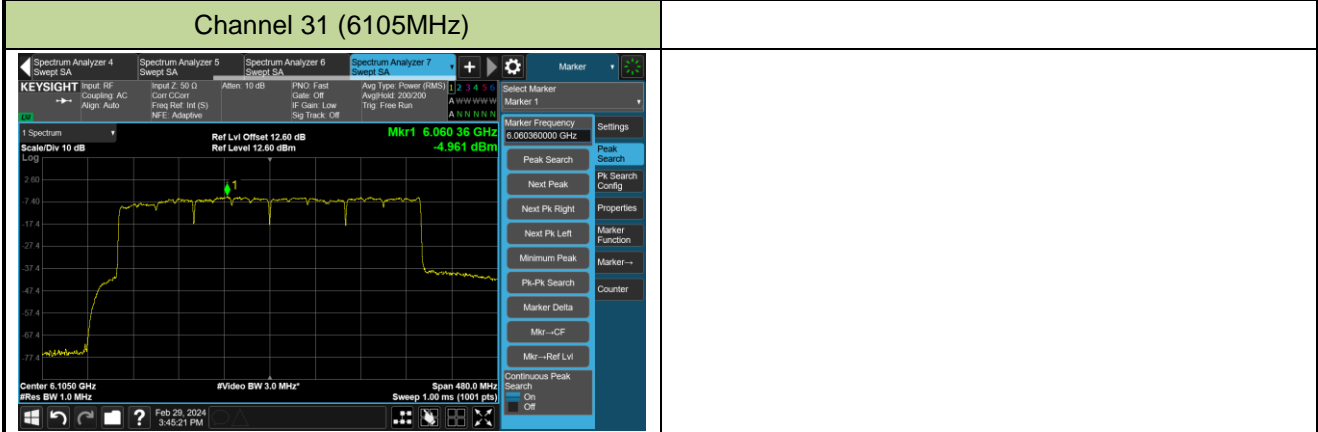 Channel 31 (6105MHz)
Spectrum Analyzer 4
Swept SA
Spectrum Analyzer 5
Swept SA
Spectrum Analyzer 6
Swept SA
Spectrum Analyzer 7
Swept SA
Marker
KEYSIGHT
Input: RF
Coupling: AC
Align: Auto
Input Z: 50 Ω
Corr CCorr
Freq Ref: Int (S)
NFE: Adaptive
Atten: 10 dB
PNO: Fast
Gate: Off
IF Gain: Low
Sig Track: Off
Avg Type: Power (RMS)
Avg|Hold: 200/200
Trig: Free Run
1 2 3 4 5 6
A W W W W W
A N N N N N
Select Marker
Marker 1
1 Spectrum
Scale/Div 10 dB
Log
Ref Lvl Offset 12.60 dB
Ref Level 12.60 dBm
Mkr1 6.060 36 GHz
-4.961 dBm
Marker Frequency
6.060360000 GHz
Peak Search
Next Peak
Next Pk Right
Next Pk Left
Minimum Peak
Pk-Pk Search
Marker Delta
Mkr→CF
Mkr→Ref Lvl
Continuous Peak
Search
On
Off
Settings
Peak
Search
Pk Search
Config
Properties
Marker
Function
Marker→
Counter
2.60
-7.40
-17.4
-27.4
-37.4
-47.4
-57.4
-67.4
-77.4
1
Center 6.1050 GHz
#Res BW 1.0 MHz
#Video BW 3.0 MHz*
Span 480.0 MHz
Sweep 1.00 ms (1001 pts)
?
Feb 29, 2024
3:45:21 PM